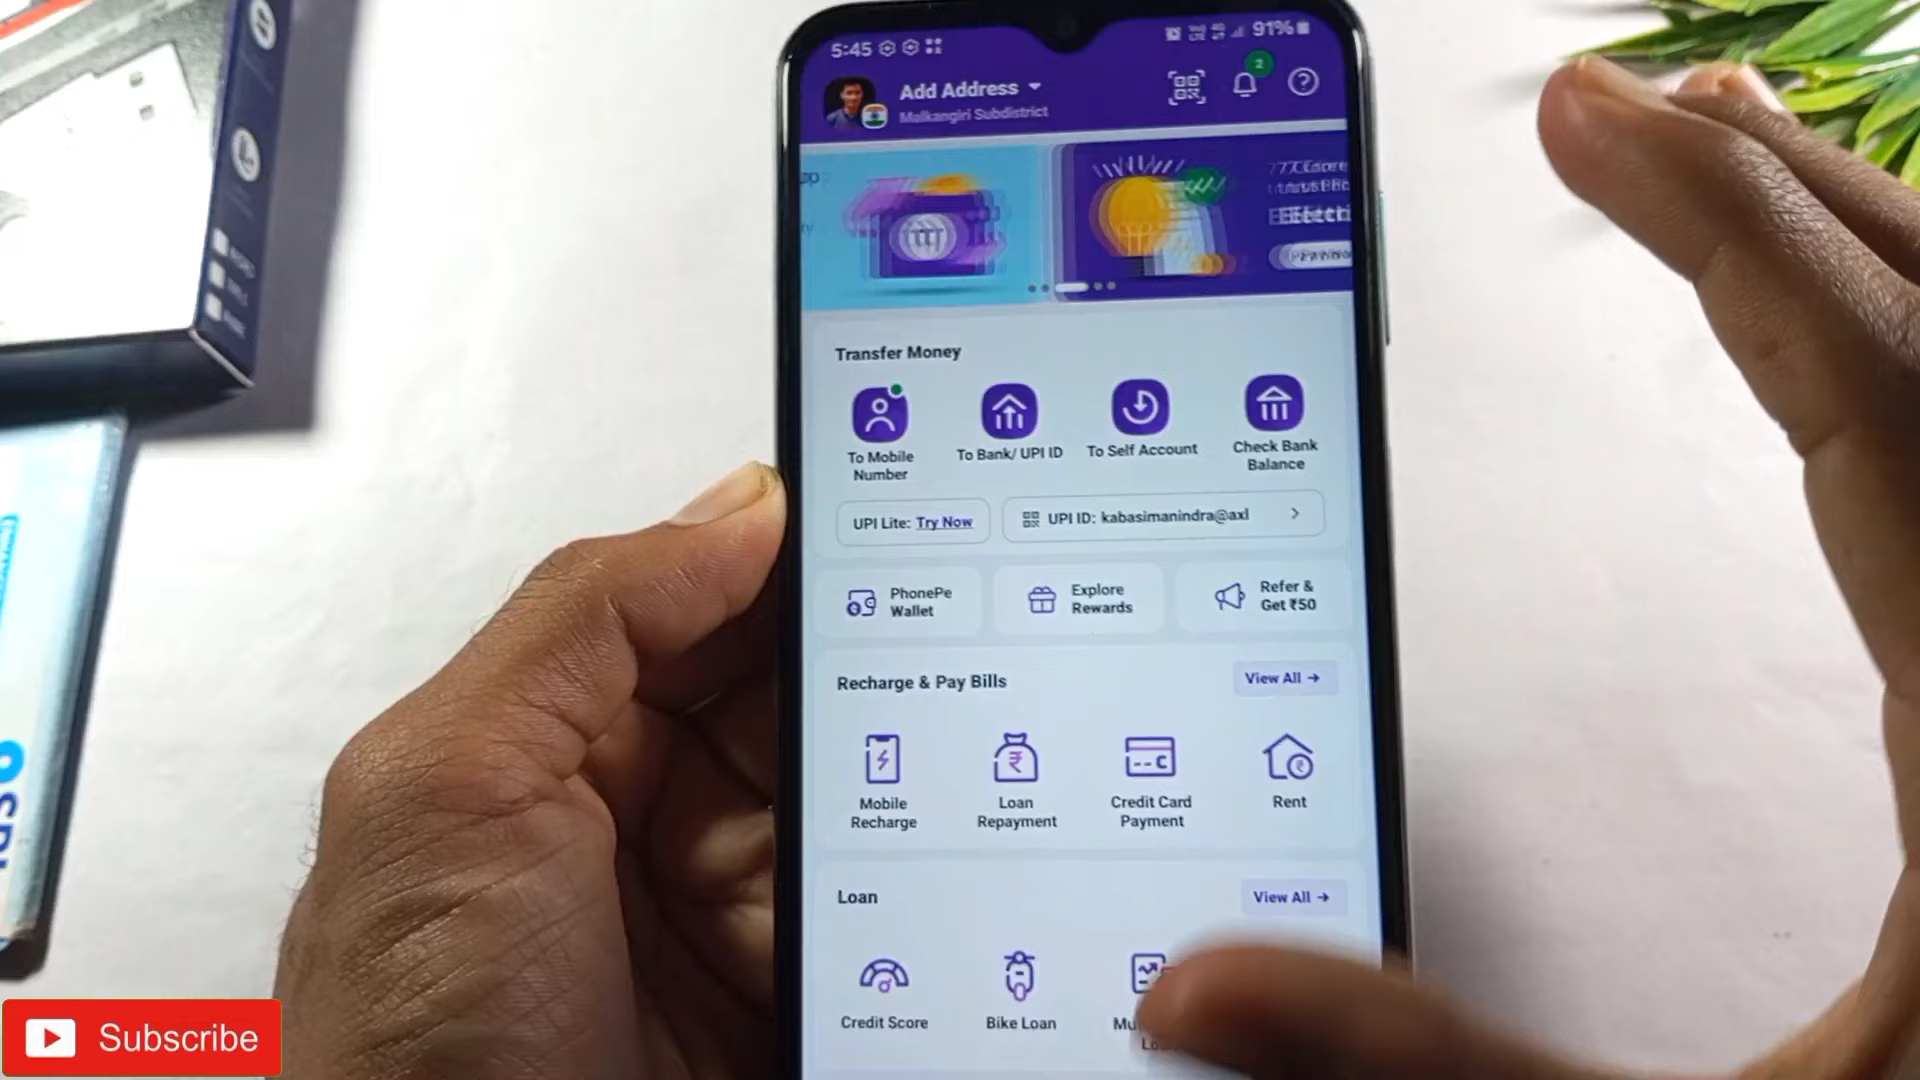 5:45
91%
Add Address
Malkangiri Subdistrict
2
Transfer Money
To Mobile
Number
To Bank/ UPI ID
To Self Account
Check Bank
Balance
UPI Lite: Try Now
UPI ID: kabasimanindra@axl
PhonePe
Wallet
Explore
Rewards
Refer &
Get ₹50
Recharge & Pay Bills
View All →
Mobile
Recharge
Loan
Repayment
Credit Card
Payment
Rent
Loan
View All →
Credit Score
Bike Loan
Subscribe